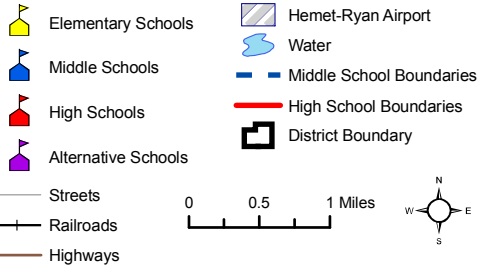 Elementary Schools
Middle Schools
High Schools
Alternative Schools
Streets
Railroads
Highways
Hemet-Ryan Airport
Water
Middle School Boundaries
High School Boundaries
District Boundary
0 0.5 1 Miles
N
W E
S